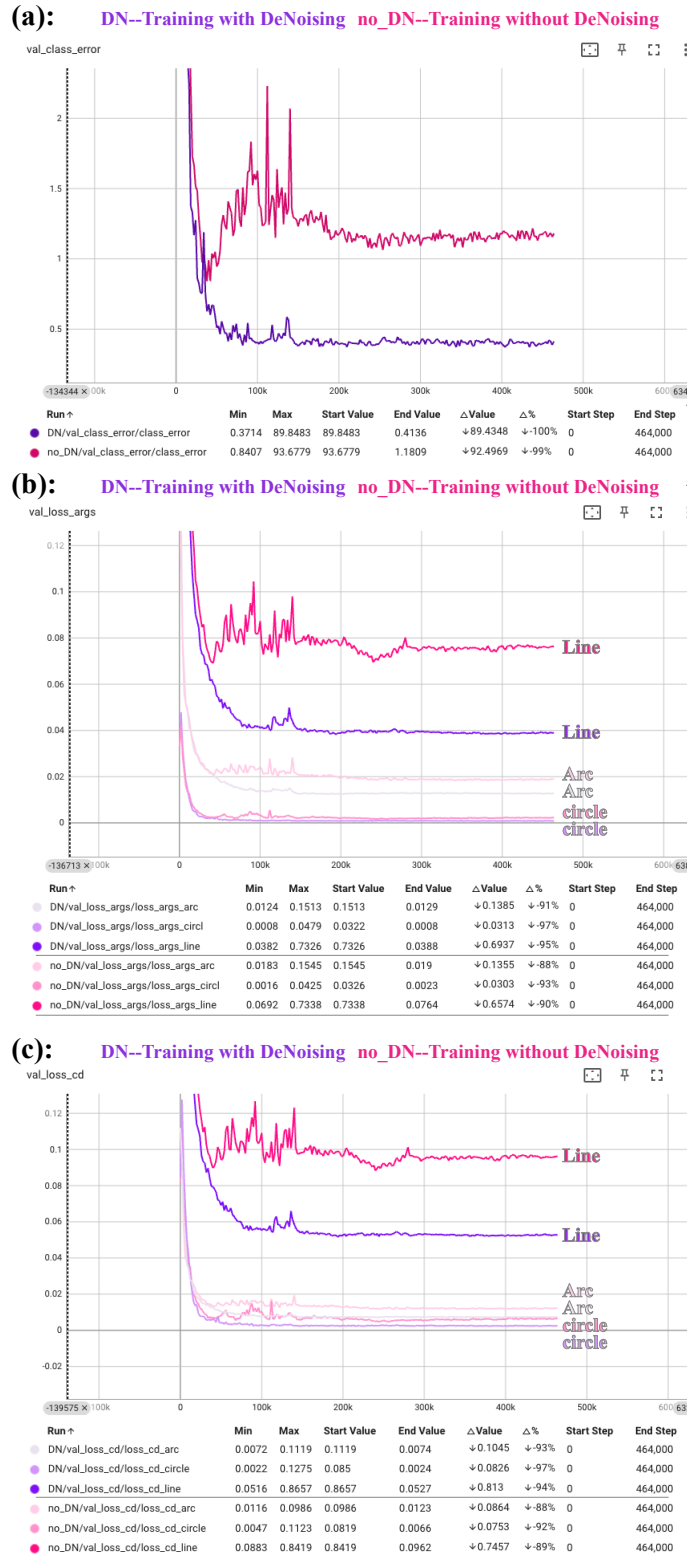 (a): DN--Training with DeNoising no_DN--Training without DeNoising
val_class_error
2
1.5
1
0.5
-134344 × 00k 0 100k 200k 300k 400k 500k 600 634
Run↑ Min Max Start Value End Value △Value △% Start Step End Step
DN/val_class_error/class_error 0.3714 89.8483 89.8483 0.4136 ↓89.4348 ↓-100% 0 464,000
no_DN/val_class_error/class_error 0.8407 93.6779 93.6779 1.1809 ↓92.4969 ↓-99% 0 464,000
(b): DN--Training with DeNoising no_DN--Training without DeNoising
val_loss_args
0.12
0.1
0.08
Line
0.06
0.04
Line
0.02
Arc
Arc
circle
0
circle
-136713 × 00k 0 100k 200k 300k 400k 500k 600k 638
Run↑ Min Max Start Value End Value △Value △% Start Step End Step
DN/val_loss_args/loss_args_arc 0.0124 0.1513 0.1513 0.0129 ↓0.1385 ↓-91% 0 464,000
DN/val_loss_args/loss_args_circl 0.0008 0.0479 0.0322 0.0008 ↓0.0313 ↓-97% 0 464,000
DN/val_loss_args/loss_args_line 0.0382 0.7326 0.7326 0.0388 ↓0.6937 ↓-95% 0 464,000
no_DN/val_loss_args/loss_args_arc 0.0183 0.1545 0.1545 0.019 ↓0.1355 ↓-88% 0 464,000
no_DN/val_loss_args/loss_args_circl 0.0016 0.0425 0.0326 0.0023 ↓0.0303 ↓-93% 0 464,000
no_DN/val_loss_args/loss_args_line 0.0692 0.7338 0.7338 0.0764 ↓0.6574 ↓-90% 0 464,000
(c): DN--Training with DeNoising no_DN--Training without DeNoising
val_loss_cd
0.12
0.1
Line
0.08
0.06
Line
0.04
0.02
Arc
Arc
circle
0
circle
-0.02
-139575 × 00k 0 100k 200k 300k 400k 500k 600 633
Run↑ Min Max Start Value End Value △Value △% Start Step End Step
DN/val_loss_cd/loss_cd_arc 0.0072 0.1119 0.1119 0.0074 ↓0.1045 ↓-93% 0 464,000
DN/val_loss_cd/loss_cd_circle 0.0022 0.1275 0.085 0.0024 ↓0.0826 ↓-97% 0 464,000
DN/val_loss_cd/loss_cd_line 0.0516 0.8657 0.8657 0.0527 ↓0.813 ↓-94% 0 464,000
no_DN/val_loss_cd/loss_cd_arc 0.0116 0.0986 0.0986 0.0123 ↓0.0864 ↓-88% 0 464,000
no_DN/val_loss_cd/loss_cd_circle 0.0047 0.1123 0.0819 0.0066 ↓0.0753 ↓-92% 0 464,000
no_DN/val_loss_cd/loss_cd_line 0.0883 0.8419 0.8419 0.0962 ↓0.7457 ↓-89% 0 464,000